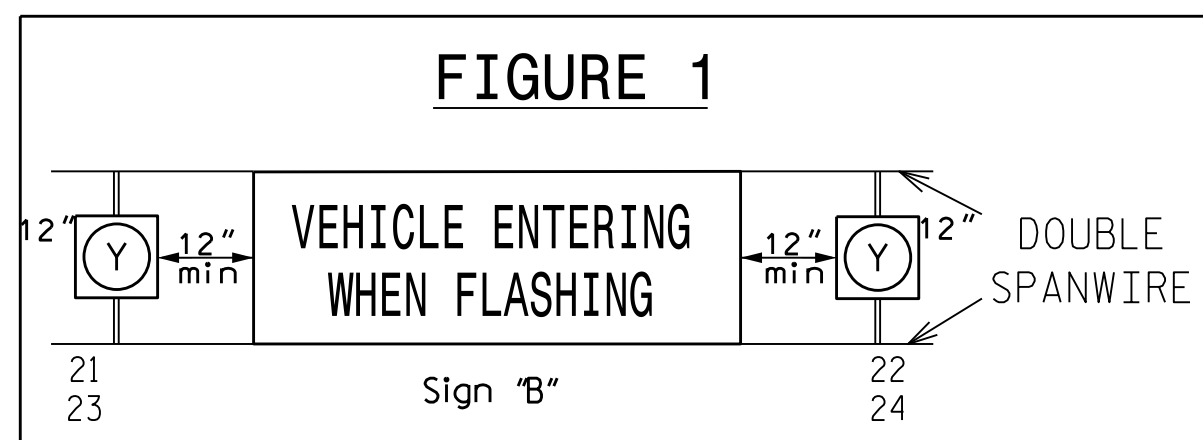 FIGURE 1
12"
Y
12"
min
VEHICLE ENTERING
WHEN FLASHING
12"
min
Y
12"
DOUBLE
SPANWIRE
21
23
Sign "B"
22
24